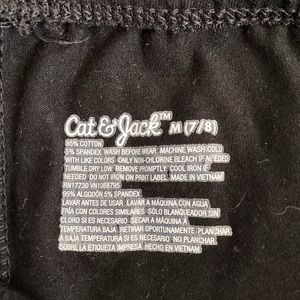 Cat & Jack™ M (7/8)
95% COTTON
5% SPANDEX WASH BEFORE WEAR. MACHINE WASH COLD
WITH LIKE COLORS. ONLY NON-CHLORINE BLEACH IF NEEDED
TUMBLE DRY LOW. REMOVE PROMPTLY. COOL IRON IF
NEEDED. DO NOT IRON ON PRINT LABEL. MADE IN VIETNAM
RN17730 VN1068795
95% ALGODÓN 5% SPANDEX
LAVAR ANTES DE USAR. LAVAR A MÁQUINA CON AGUA
FRÍA CON COLORES SIMILARES. SÓLO BLANQUEADOR SIN
CLORO SI ES NECESARIO. SECAR A MÁQUINA A
TEMPERATURA BAJA. RETIRAR OPORTUNAMENTE. PLANCHAR
A BAJA TEMPERATURA SI ES NECESARIO. NO PLANCHAR
SOBRE LA ETIQUETA IMPRESA. HECHO EN VIETNAM.